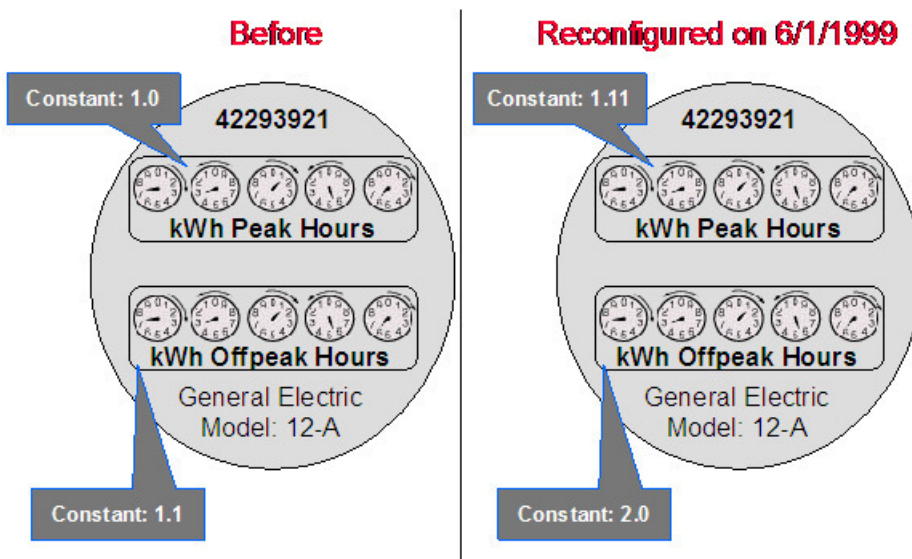 Before
Constant: 1.0
42293921
kWh Peak Hours
kWh Offpeak Hours
General Electric
Model: 12-A
Constant: 1.1
Reconfigured on 6/1/1999
Constant: 1.11
42293921
kWh Peak Hours
kWh Offpeak Hours
General Electric
Model: 12-A
Constant: 2.0